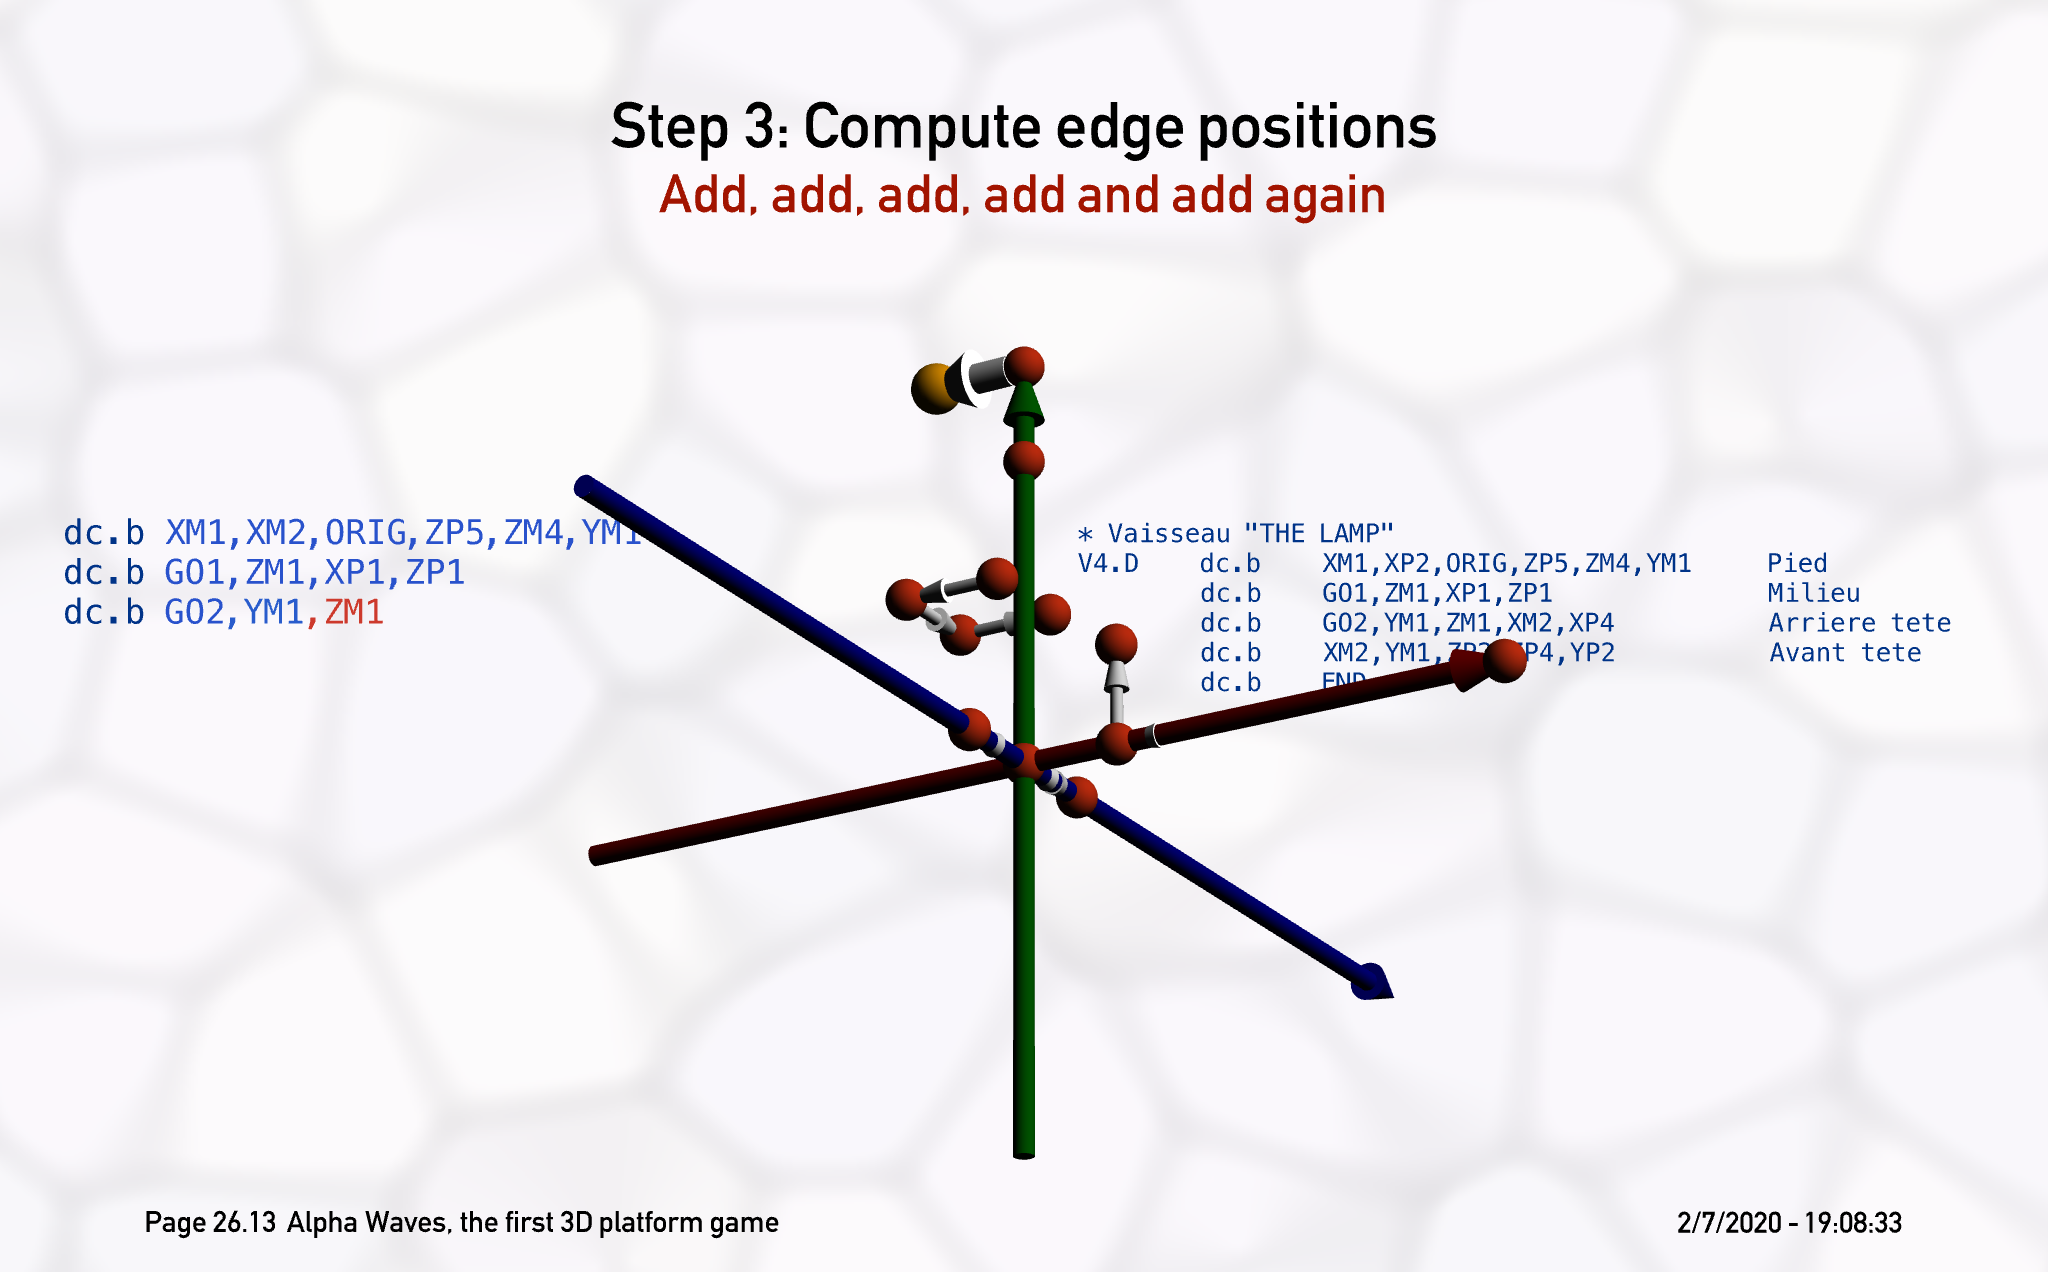 Step 3: Compute edge positions
Add, add, add, add and add again
dc.b XM1,XM2,ORIG,ZP5,ZM4,YM1
dc.b GO1,ZM1,XP1,ZP1
dc.b GO2,YM1,ZM1
* Vaisseau "THE LAMP"
V4.D dc.b XM1,XP2,ORIG,ZP5,ZM4,YM1 Pied
dc.b GO1,ZM1,XP1,ZP1 Milieu
dc.b GO2,YM1,ZM1,XM2,XP4 Arriere tete
dc.b XM2,YM1,ZP2,XP4,YP2 Avant tete
dc.b END
Page 26.13 Alpha Waves, the first 3D platform game
2/7/2020 - 19:08:33